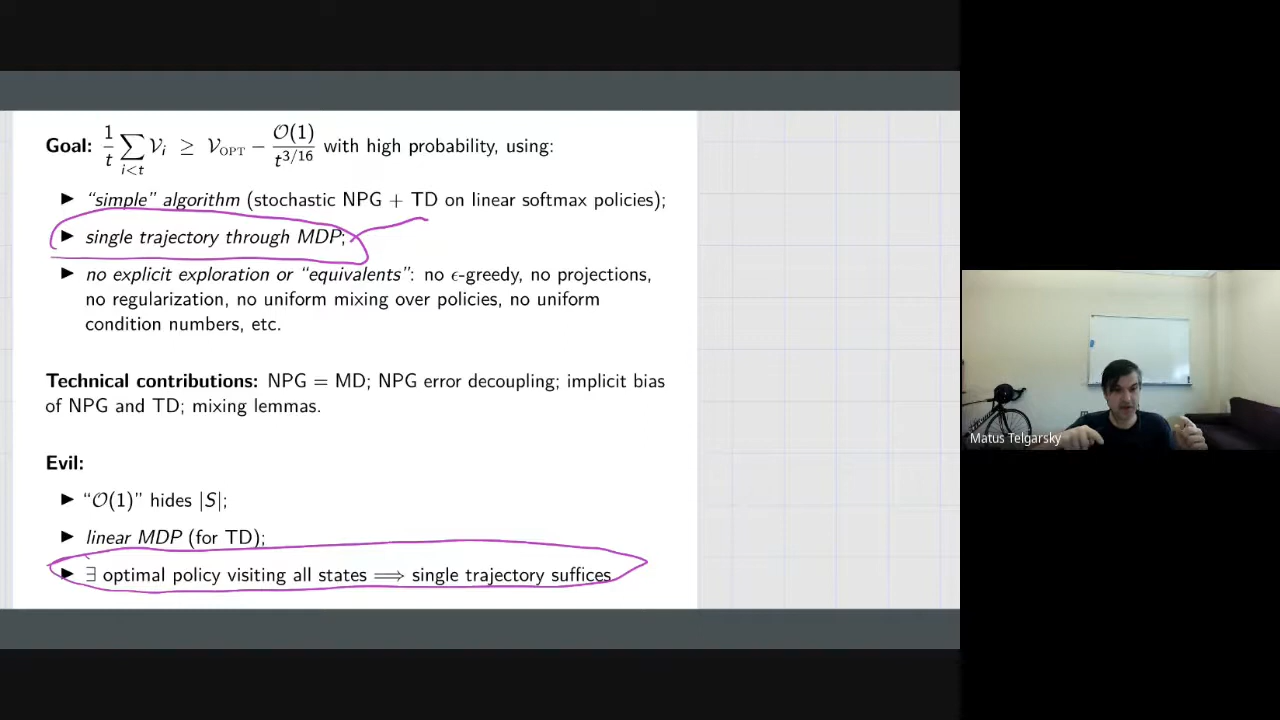 Goal: 1/t ∑_{i<t} 𝒱_i ≥ 𝒱_OPT − 𝒪(1)/t^{3/16} with high probability, using:
▶ “simple” algorithm (stochastic NPG + TD on linear softmax policies);
▶ single trajectory through MDP;
▶ no explicit exploration or “equivalents”: no ϵ-greedy, no projections,
no regularization, no uniform mixing over policies, no uniform
condition numbers, etc.
Technical contributions: NPG = MD; NPG error decoupling; implicit bias
of NPG and TD; mixing lemmas.
Evil:
▶ “𝒪(1)” hides |S|;
▶ linear MDP (for TD);
▶ ∃ optimal policy visiting all states ⟹ single trajectory suffices
Matus Telgarsky